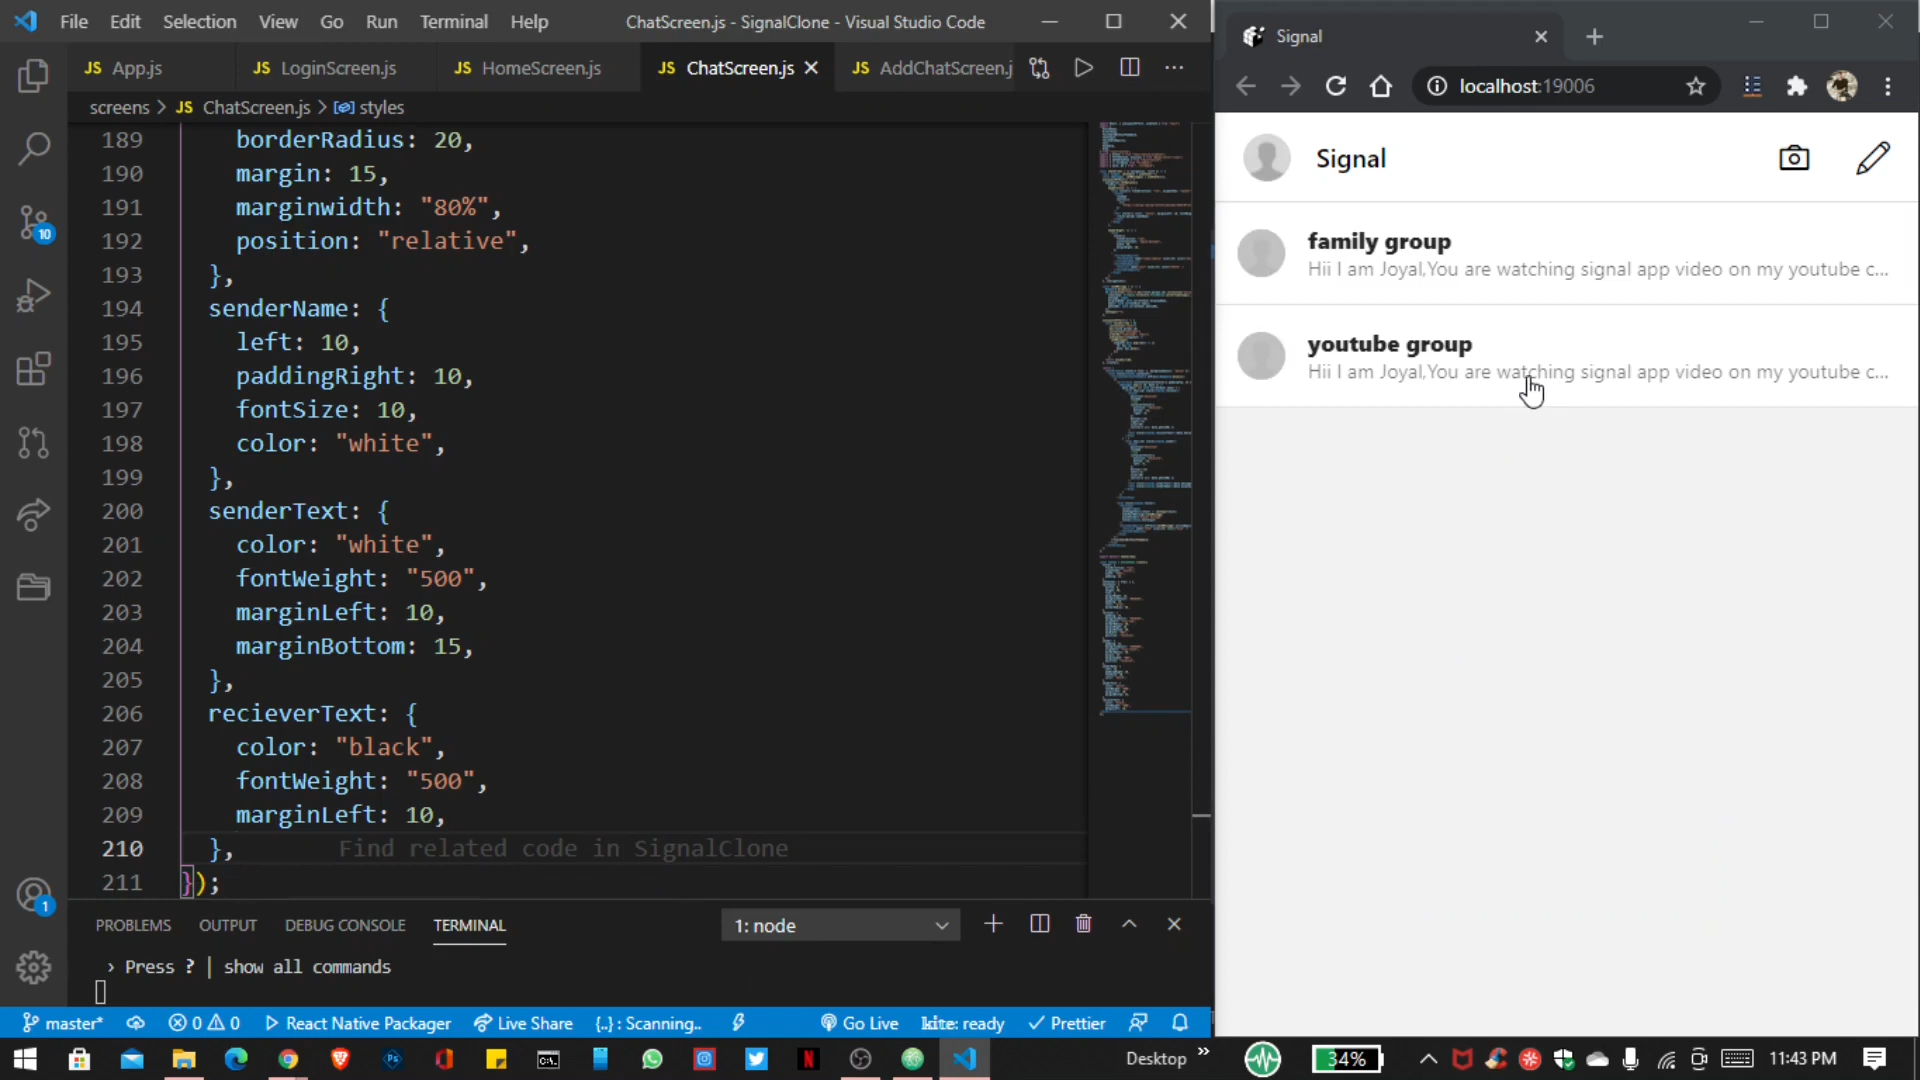 File Edit Selection View Go Run Terminal Help ChatScreen.js - SignalClone - Visual Studio Code
JS App.js JS LoginScreen.js JS HomeScreen.js JS ChatScreen.js JS AddChatScreen.j
screens > JS ChatScreen.js > styles
189 borderRadius: 20,
190 margin: 15,
191 marginwidth: "80%",
192 position: "relative",
193 },
194 senderName: {
195 left: 10,
196 paddingRight: 10,
197 fontSize: 10,
198 color: "white",
199 },
200 senderText: {
201 color: "white",
202 fontWeight: "500",
203 marginLeft: 10,
204 marginBottom: 15,
205 },
206 recieverText: {
207 color: "black",
208 fontWeight: "500",
209 marginLeft: 10,
210 }, Find related code in SignalClone
211 });
10
1
PROBLEMS OUTPUT DEBUG CONSOLE TERMINAL 1: node
› Press ? | show all commands
master* 0 0 React Native Packager Live Share {..} : Scanning.. Go Live kite: ready Prettier
Signal
localhost:19006
Signal
family group
Hii I am Joyal,You are watching signal app video on my youtube c...
youtube group
Hii I am Joyal,You are watching signal app video on my youtube c...
Desktop » 34% 11:43 PM